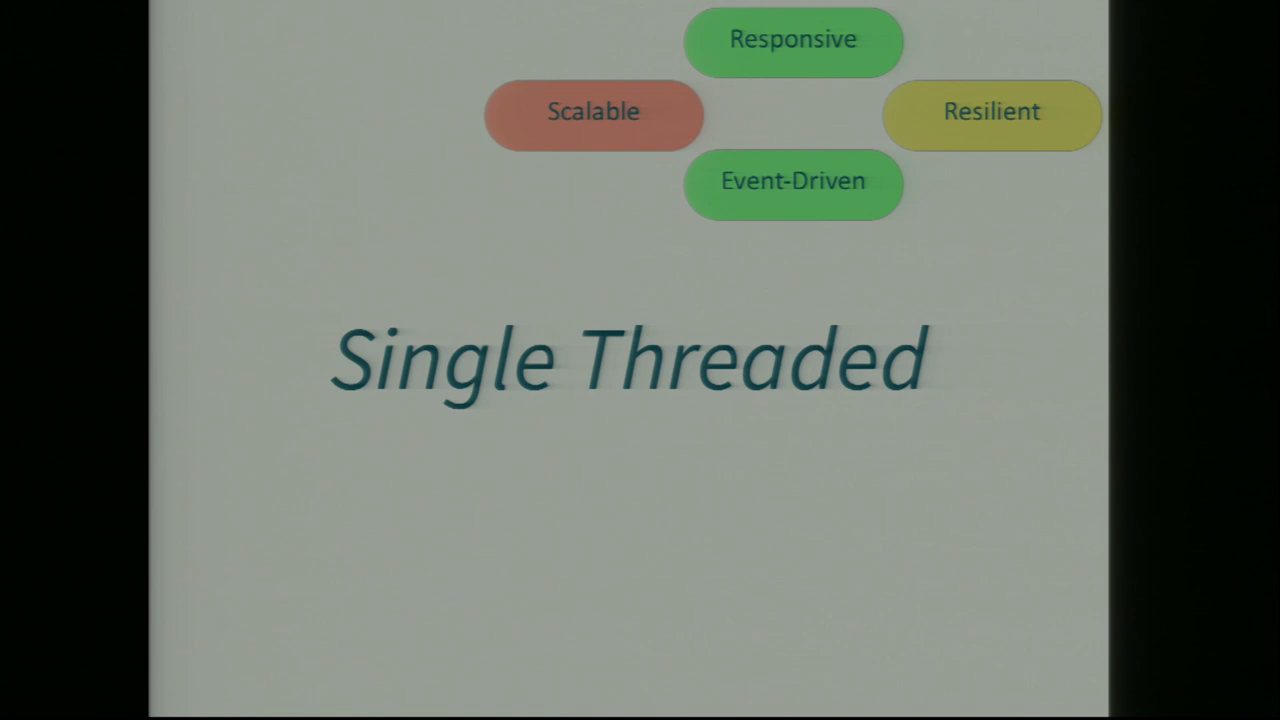 Responsive
Scalable
Resilient
Event-Driven
Single Threaded